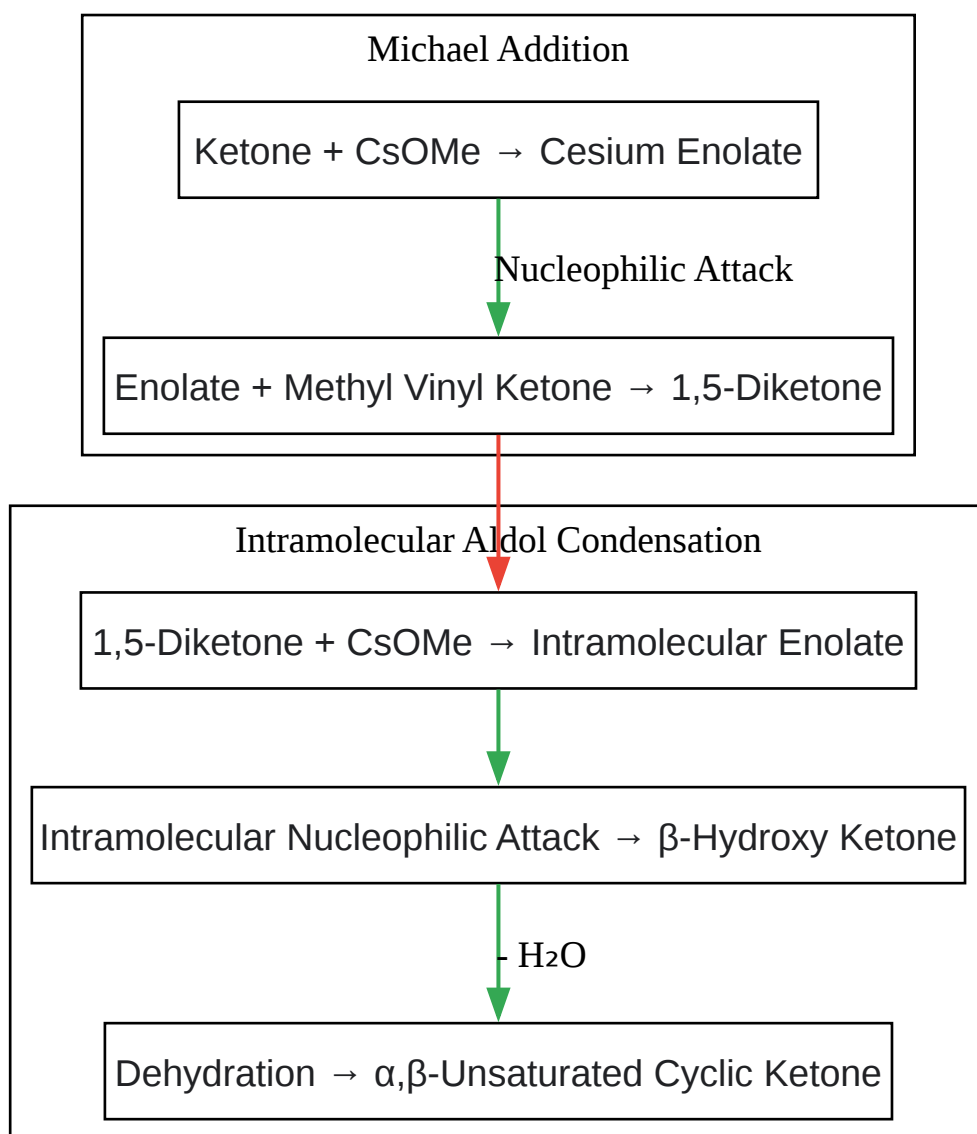 Michael Addition
Ketone + CsOMe → Cesium Enolate
Nucleophilic Attack
Enolate + Methyl Vinyl Ketone → 1,5-Diketone
Intramolecular Aldol Condensation
1,5-Diketone + CsOMe → Intramolecular Enolate
Intramolecular Nucleophilic Attack → β-Hydroxy Ketone
- H₂O
Dehydration → α,β-Unsaturated Cyclic Ketone